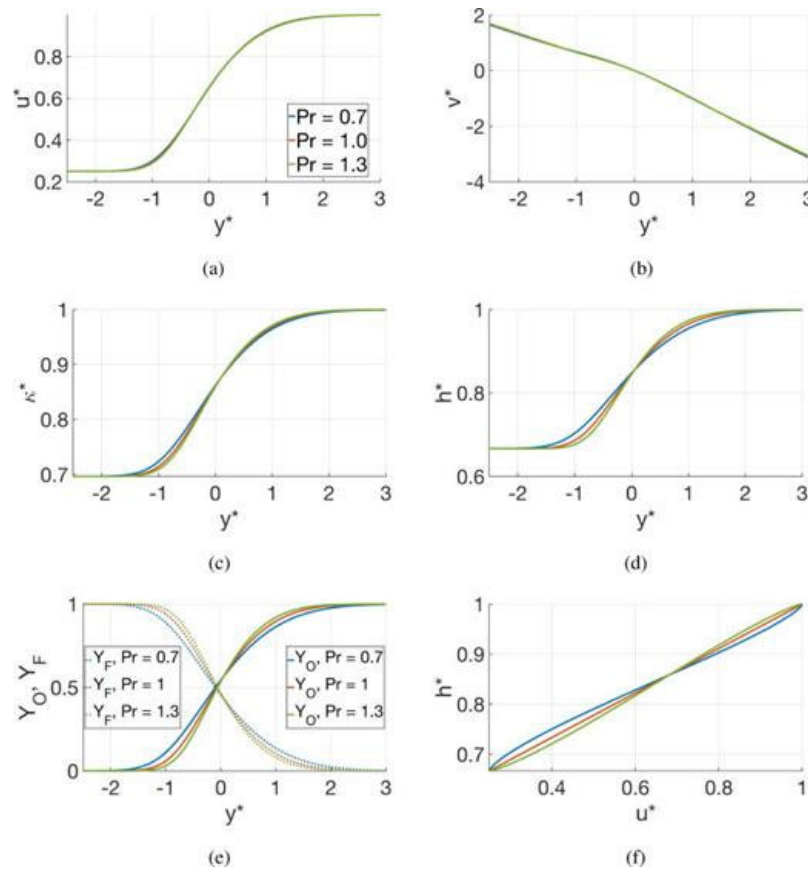 0.8
0.6
0.4
0.2
u*
Pr = 0.7
Pr = 1.0
Pr = 1.3
-2 -1 0 1 2 3
y*
(a)
2
0
-2
-4
v*
-2 -1 0 1 2 3
y*
(b)
1
0.9
0.8
0.7
κ*
-2 -1 0 1 2 3
y*
(c)
1
0.8
0.6
h*
-2 -1 0 1 2 3
y*
(d)
1
0.5
0
Y_O, Y_F
Y_F, Pr = 0.7
Y_F, Pr = 1
Y_F, Pr = 1.3
Y_O, Pr = 0.7
Y_O, Pr = 1
Y_O, Pr = 1.3
-2 -1 0 1 2 3
y*
(e)
1
0.9
0.8
0.7
h*
0.4 0.6 0.8 1
u*
(f)